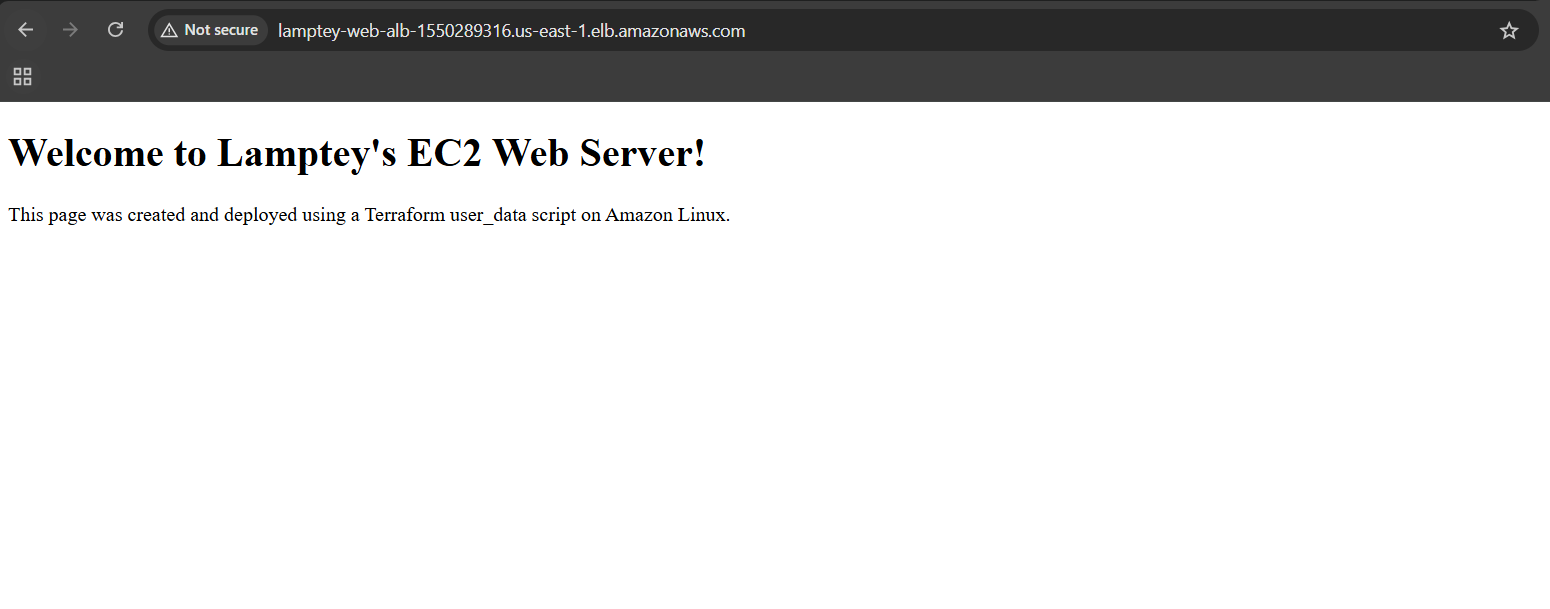 Not secure
lamptey-web-alb-1550289316.us-east-1.elb.amazonaws.com
Welcome to Lamptey's EC2 Web Server!
This page was created and deployed using a Terraform user_data script on Amazon Linux.